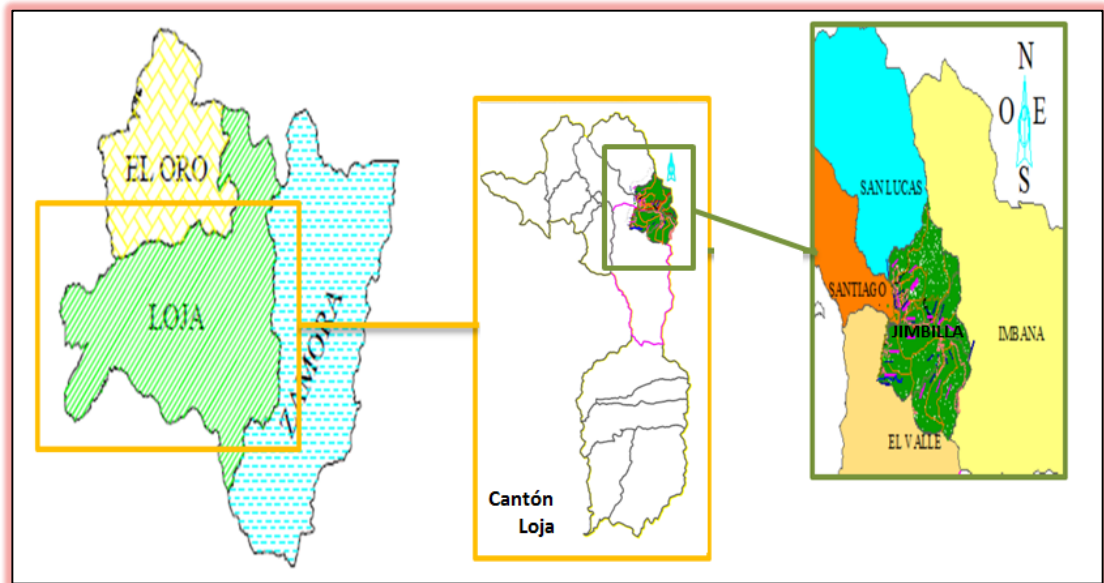 EL ORO
LOJA
ZAMORA
Cantón
Loja
N
O E
S
SAN LUCAS
SANTIAGO
JIMBILLA
IMBANA
EL VALLE